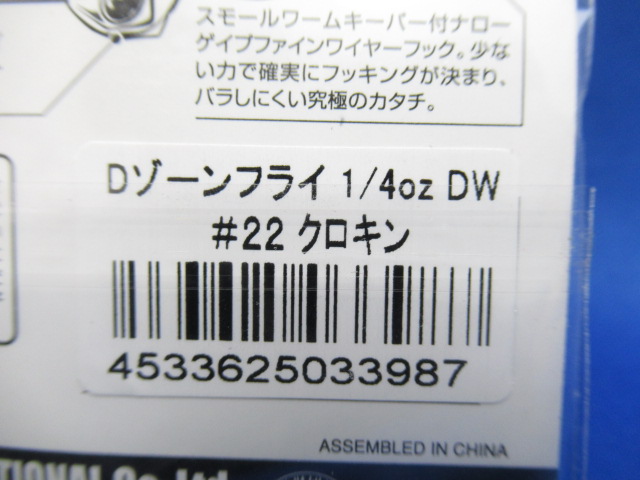 スモールワームキーパー付ナロー
ゲイプファインワイヤーフック。少な
い力で確実にフッキングが決まり、
バラしにくい究極のカタチ。
Dゾーンフライ 1/4oz DW
#22 クロキン
4533625033987
ASSEMBLED IN CHINA
TIONAL Co.,Ltd.